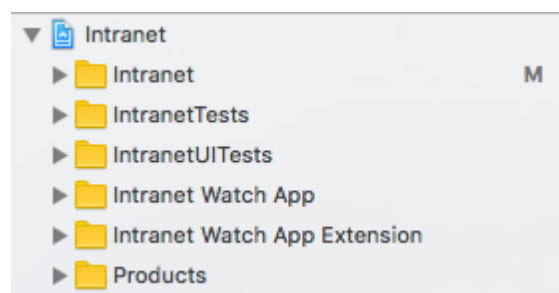 Intranet
Intranet M
IntranetTests
IntranetUITests
Intranet Watch App
Intranet Watch App Extension
Products